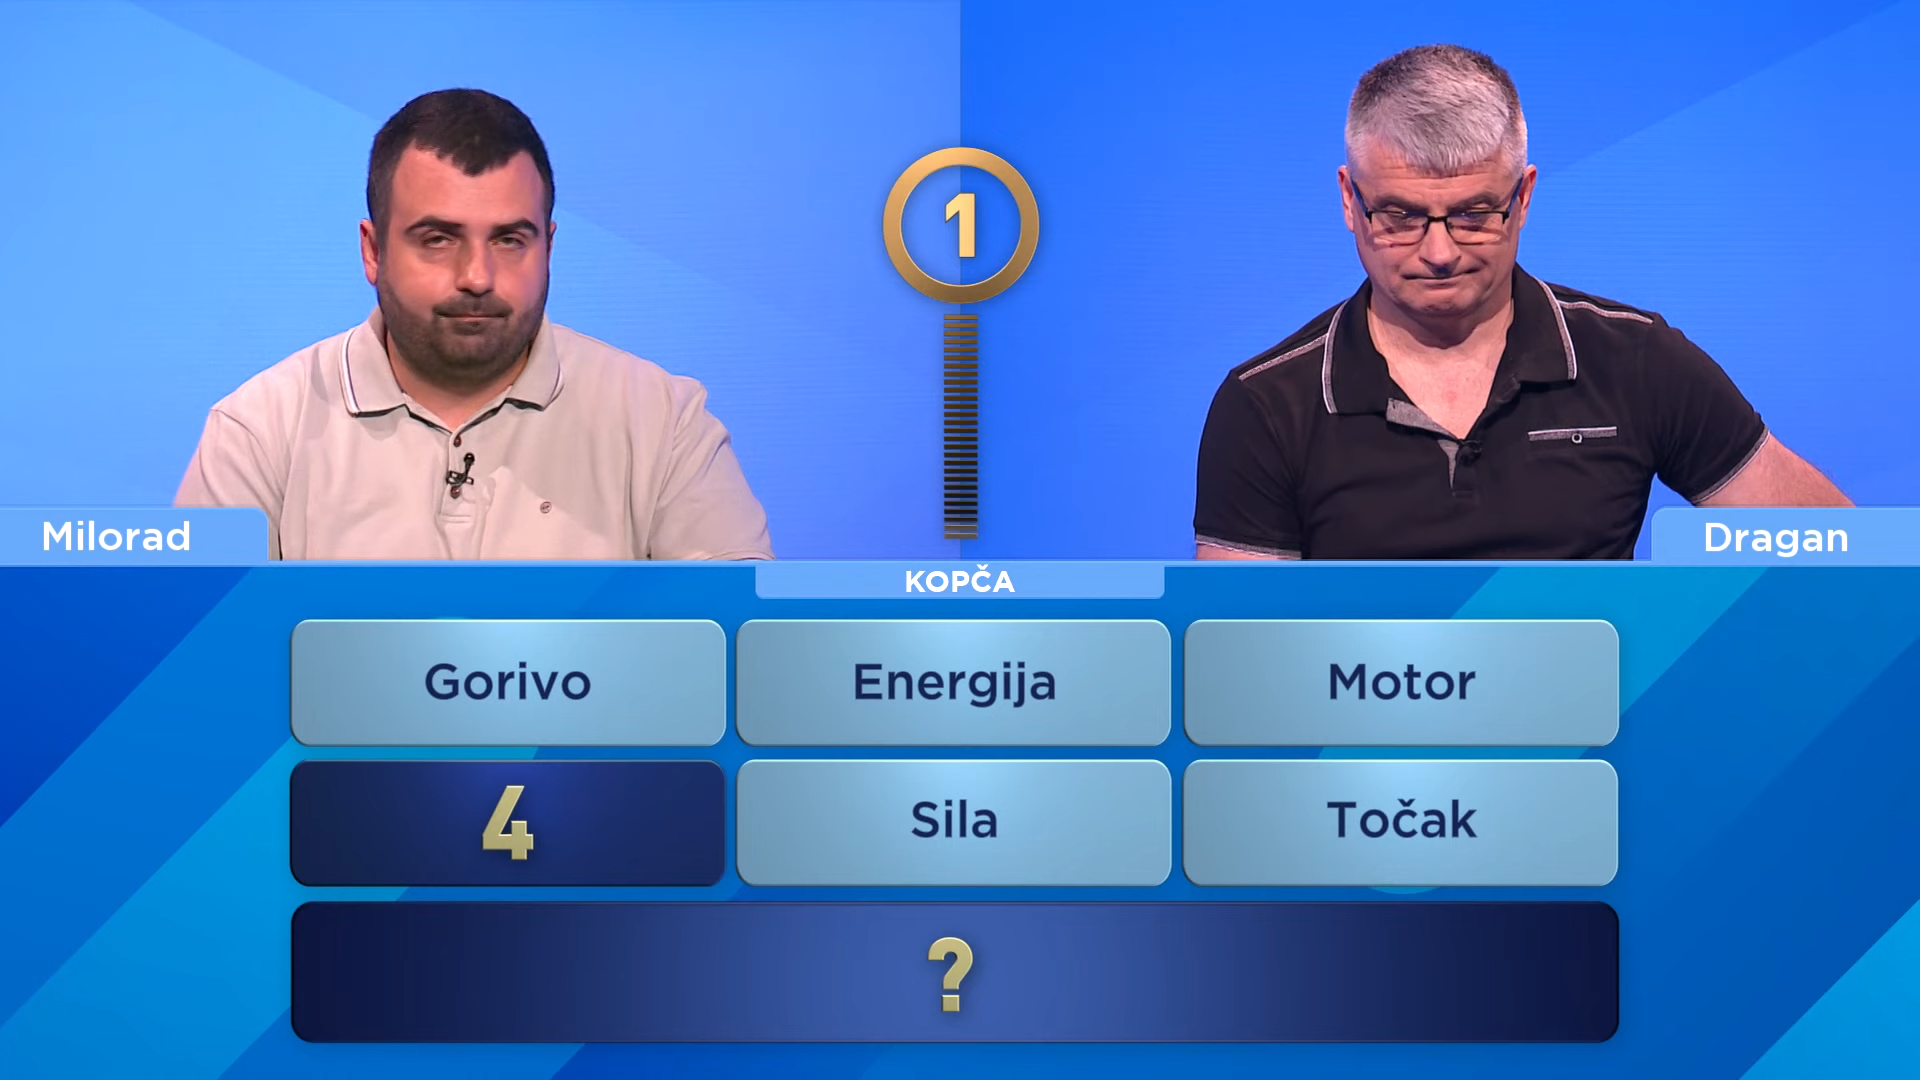 1
Milorad
Dragan
KOPČA
Gorivo
Energija
Motor
4
Sila
Točak
?